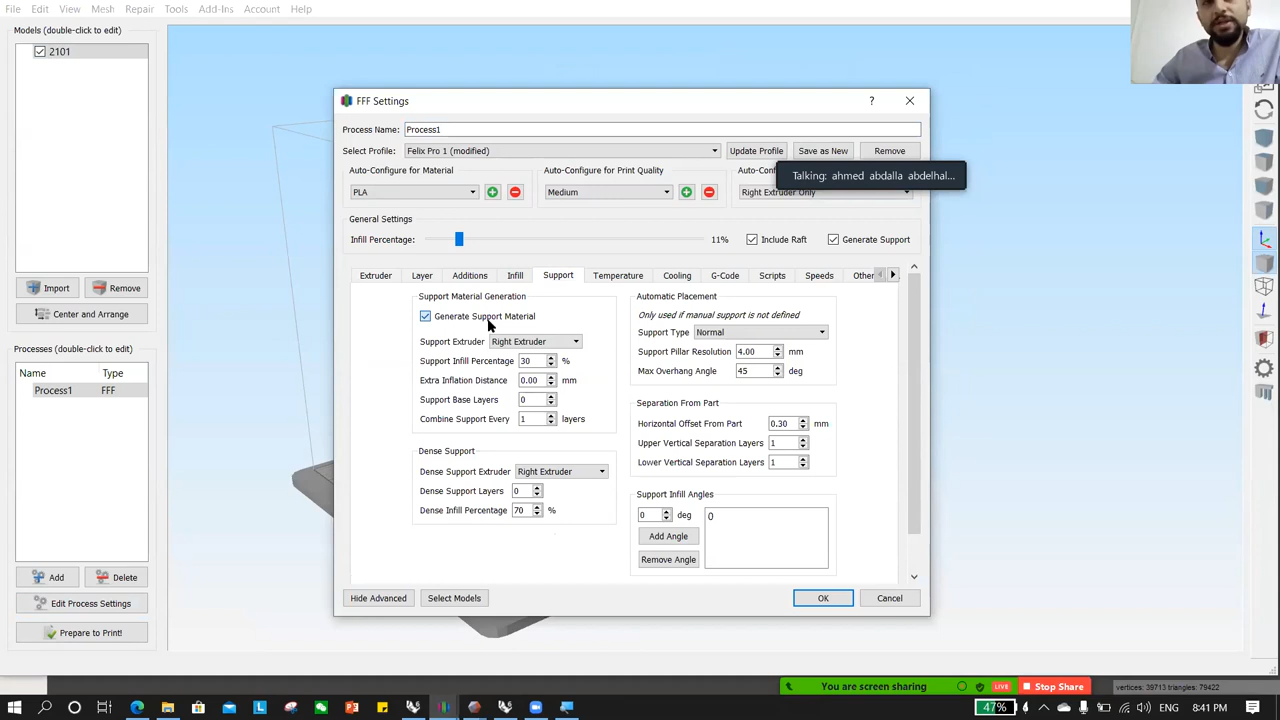 File Edit View Mesh Repair Tools Add-Ins Account Help
Models (double-click to edit)
2101
Import Remove
Center and Arrange
Processes (double-click to edit)
Name Type
Process1 FFF
Add Delete
Edit Process Settings
Prepare to Print!
FFF Settings ?
Process Name: Process1
Select Profile: Felix Pro 1 (modified) Update Profile Save as New Remove
Talking: ahmed abdalla abdelhal...
Auto-Configure for Material Auto-Configure for Print Quality
PLA Medium Right Extruder Only
General Settings
Infill Percentage: 11% Include Raft Generate Support
Extruder Layer Additions Infill Support Temperature Cooling G-Code Scripts Speeds
Support Material Generation
Generate Support Material
Support Extruder Right Extruder
Support Infill Percentage 30 %
Extra Inflation Distance 0.00 mm
Support Base Layers 0
Combine Support Every 1 layers
Dense Support
Dense Support Extruder Right Extruder
Dense Support Layers 0
Dense Infill Percentage 70 %
Automatic Placement
Only used if manual support is not defined
Support Type Normal
Support Pillar Resolution 4.00 mm
Max Overhang Angle 45 deg
Separation From Part
Horizontal Offset From Part 0.30 mm
Upper Vertical Separation Layers 1
Lower Vertical Separation Layers 1
Support Infill Angles
0 deg 0
Add Angle
Remove Angle
Hide Advanced Select Models OK Cancel
You are screen sharing LIVE Stop Share
vertices: 39713 triangles: 79422
47% ENG 8:41 PM